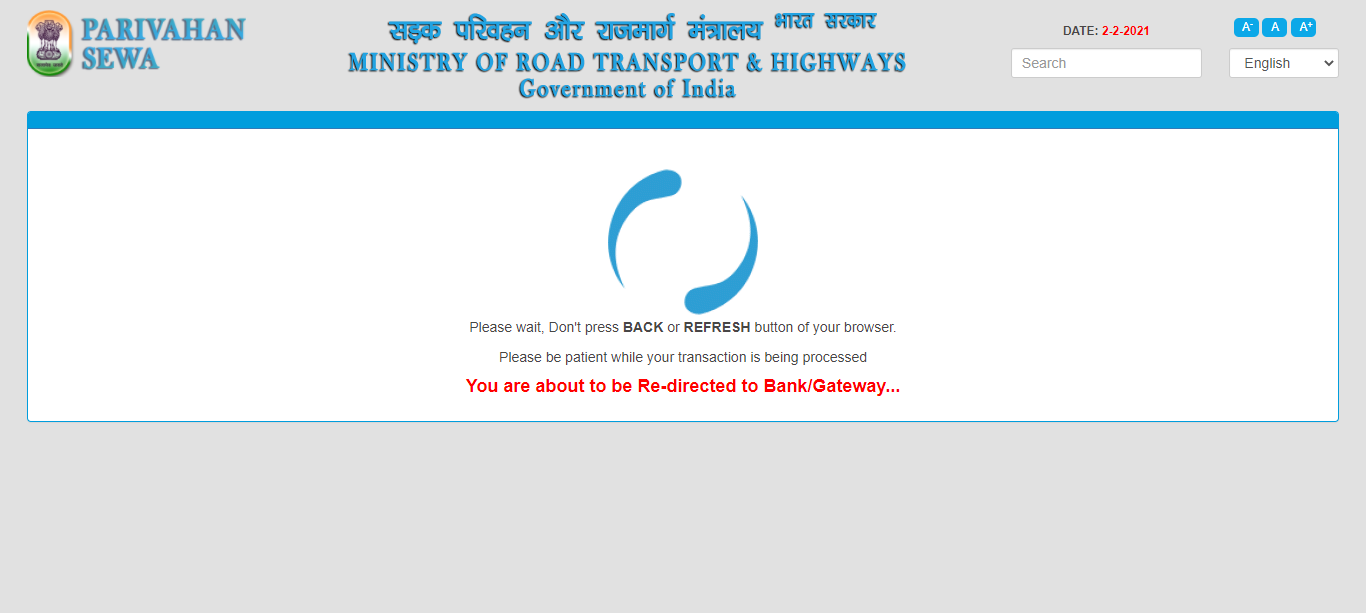 PARIVAHAN
SEWA
सड़क परिवहन और राजमार्ग मंत्रालय भारत सरकार
MINISTRY OF ROAD TRANSPORT & HIGHWAYS
Government of India
DATE: 2-2-2021
A- A A+
Search
English
Please wait, Don't press BACK or REFRESH button of your browser.
Please be patient while your transaction is being processed
You are about to be Re-directed to Bank/Gateway...